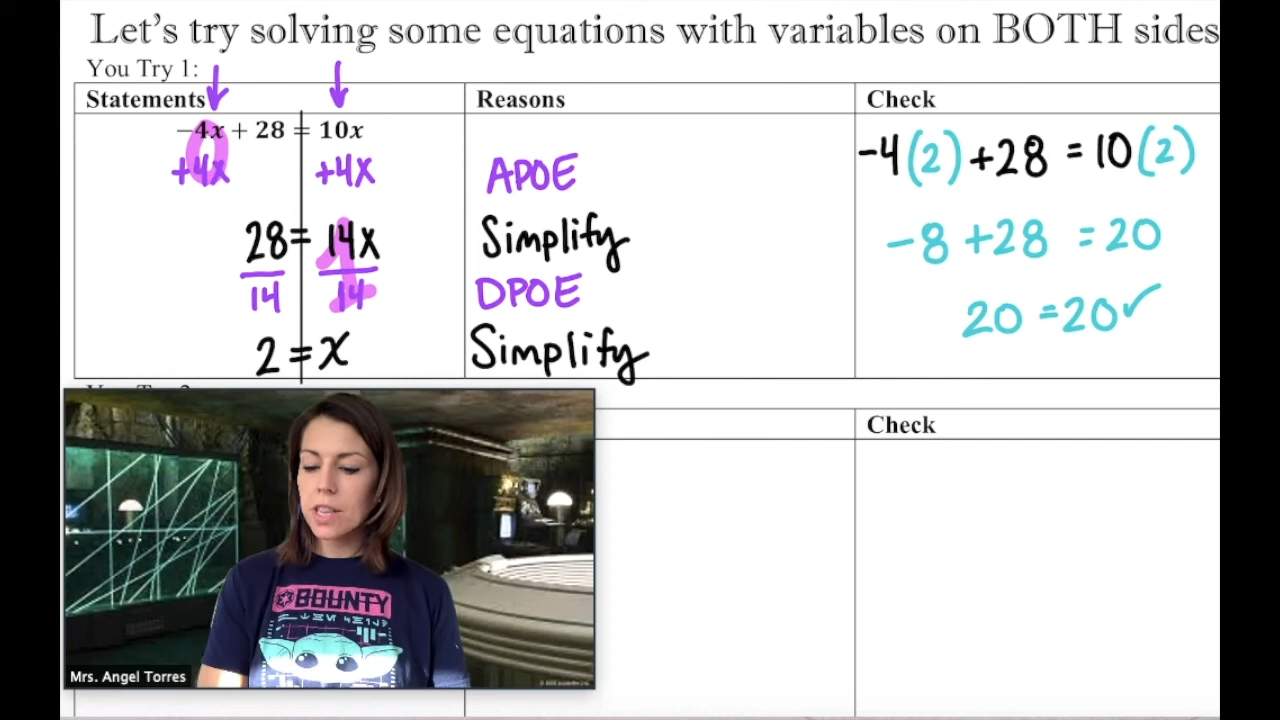 Let's try solving some equations with variables on BOTH sides
You Try 1:
Statements Reasons Check
−4x + 28 = 10x
+4x +4x APOE
0
28 = 14x Simplify
14 14 DPOE
1
2 = x Simplify
-4(2) +28 = 10(2)
-8 +28 = 20
20 = 20 ✓
Check
BOUNTY
Mrs. Angel Torres